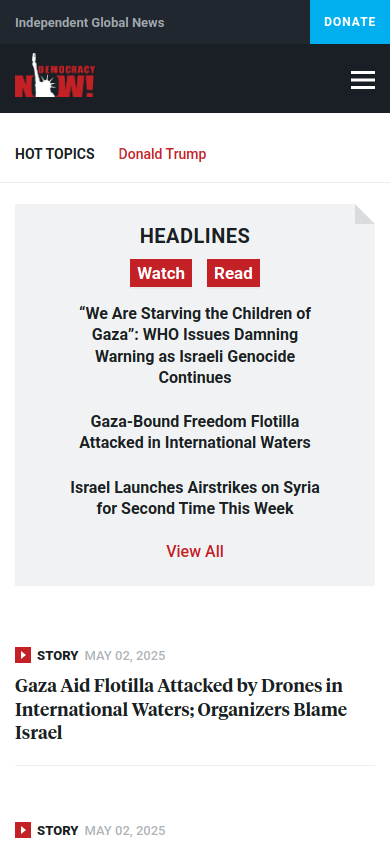 Independent Global News
DONATE
DEMOCRACY
NOW!
HOT TOPICS
Donald Trump
HEADLINES
Watch
Read
“We Are Starving the Children of
Gaza”: WHO Issues Damning
Warning as Israeli Genocide
Continues
Gaza-Bound Freedom Flotilla
Attacked in International Waters
Israel Launches Airstrikes on Syria
for Second Time This Week
View All
STORY MAY 02, 2025
Gaza Aid Flotilla Attacked by Drones in
International Waters; Organizers Blame
Israel
STORY MAY 02, 2025